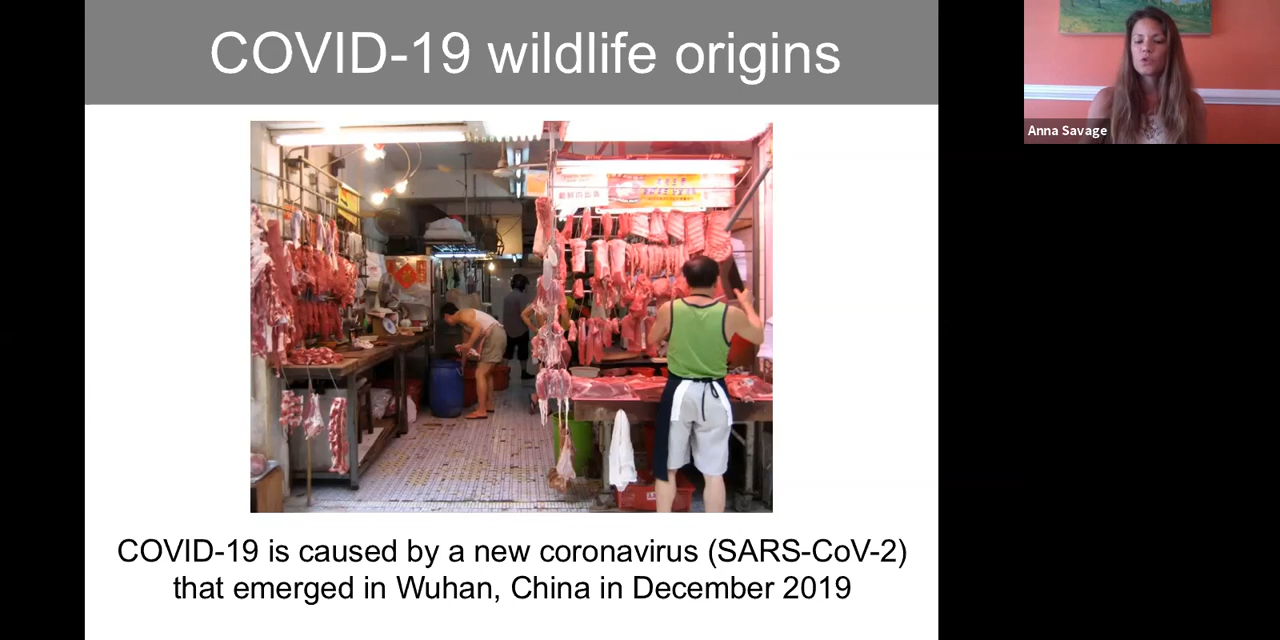 COVID-19 wildlife origins
Anna Savage
COVID-19 is caused by a new coronavirus (SARS-CoV-2)
that emerged in Wuhan, China in December 2019